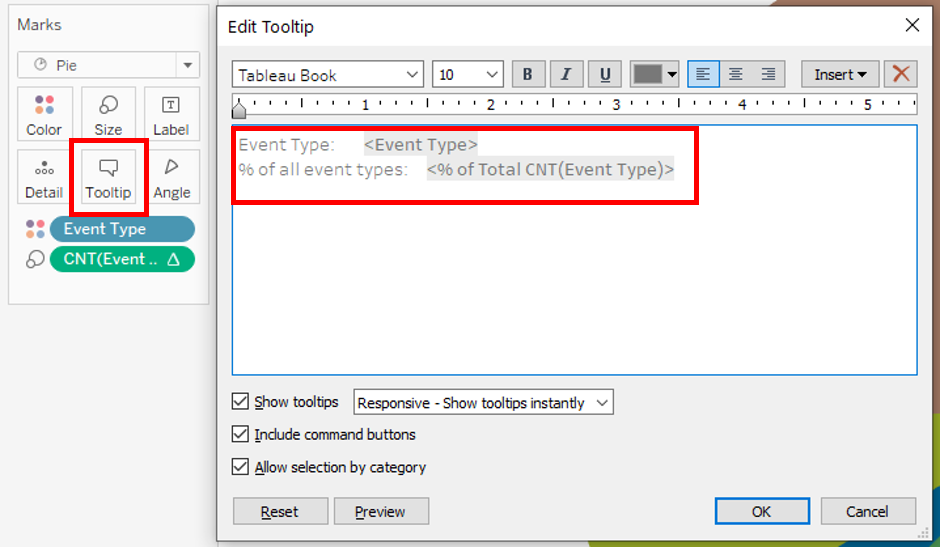 Marks
Pie
Color
Size
Label
Detail
Tooltip
Angle
Event Type
CNT(Event ..
Edit Tooltip
Tableau Book
10
B
I
U
Insert
1
2
3
4
5
Event Type: <Event Type>
% of all event types: <% of Total CNT(Event Type)>
Show tooltips
Responsive - Show tooltips instantly
Include command buttons
Allow selection by category
Reset
Preview
OK
Cancel